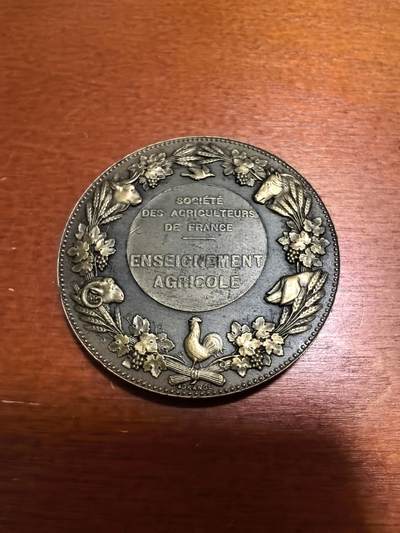 SOCIÉTÉ
DES AGRICULTEURS
DE FRANCE
ENSEIGNEMENT
AGRICOLE